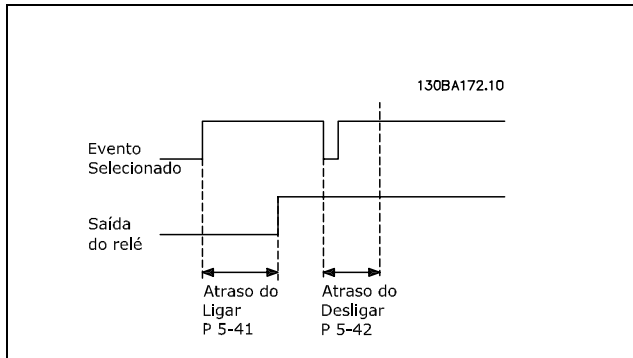 130BA172.10
Evento
Selecionado
Saída
do relé
Atraso do
Ligar
P 5-41
Atraso do
Desligar
P 5-42